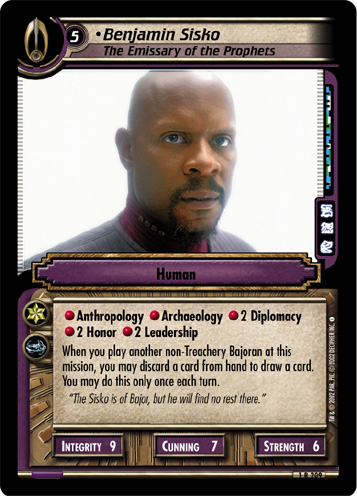 5
•Benjamin Sisko
The Emissary of the Prophets
Human
Anthropology Archaeology 2 Diplomacy
2 Honor 2 Leadership
When you play another non-Treachery Bajoran at this
mission, you may discard a card from hand to draw a card.
You may do this only once each turn.
"The Sisko is of Bajor, but he will find no rest there."
INTEGRITY 9 CUNNING 7 STRENGTH 6